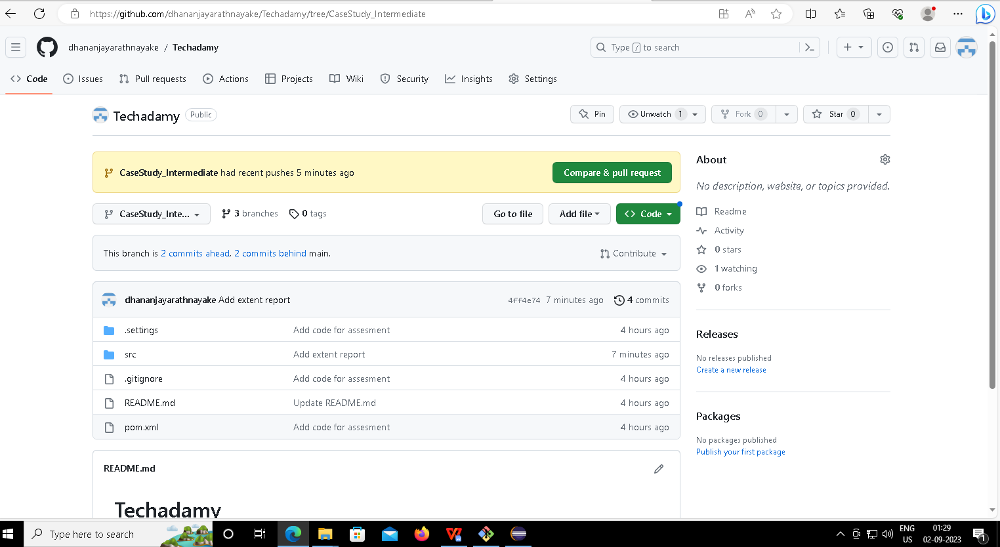 https://github.com/dhananjayarathnayake/Techadamy/tree/CaseStudy_Intermediate
dhananjayarathnayake / Techadamy
Type / to search
Code Issues Pull requests Actions Projects Wiki Security Insights Settings
Techadamy Public
Pin Unwatch 1 Fork 0 Star 0
CaseStudy_Intermediate had recent pushes 5 minutes ago
Compare & pull request
CaseStudy_Inte... 3 branches 0 tags
Go to file Add file Code
This branch is 2 commits ahead, 2 commits behind main.
Contribute
dhananjayarathnayake Add extent report 4ff4e74 7 minutes ago 4 commits
.settings Add code for assesment 4 hours ago
src Add extent report 7 minutes ago
.gitignore Add code for assesment 4 hours ago
README.md Update README.md 4 hours ago
pom.xml Add code for assesment 4 hours ago
README.md
Techadamy
About
No description, website, or topics provided.
Readme
Activity
0 stars
1 watching
0 forks
Releases
No releases published
Create a new release
Packages
No packages published
Publish your first package
Type here to search
ENG
US
01:29
02-09-2023
1